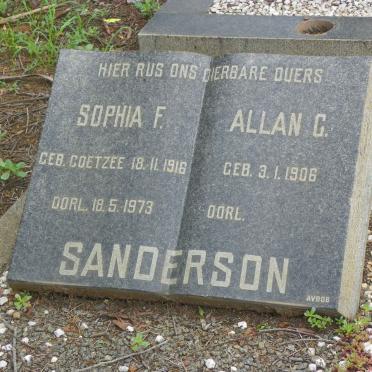 HIER RUS ONS DIERBARE OUERS
SOPHIA F.
GEB. COETZEE 18.11.1916
OORL. 18.5.1973
ALLAN G.
GEB. 3.1.1906
OORL.
SANDERSON